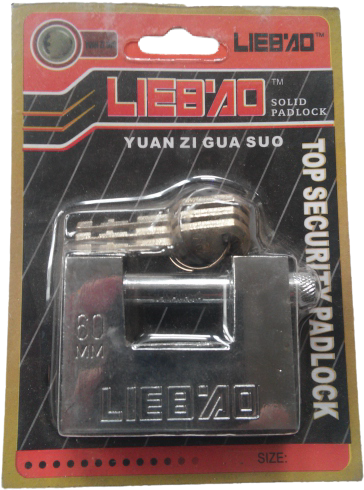 LIEB'AO™
LIEB'AO™
SOLID
PADLOCK
YUAN ZI GUA SUO
TOP SECURITY PADLOCK
60
MM
LIEB'AO
SIZE: